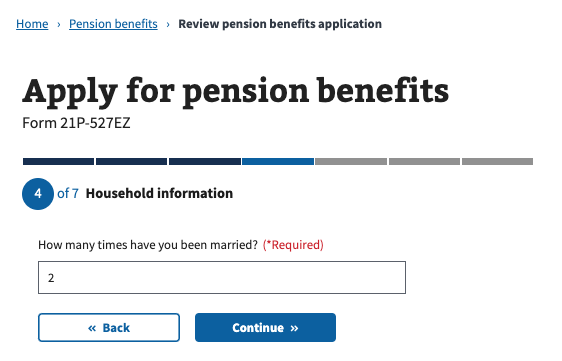 Home › Pension benefits › Review pension benefits application
Apply for pension benefits
Form 21P-527EZ
4 of 7 Household information
How many times have you been married? (*Required)
2
« Back Continue »